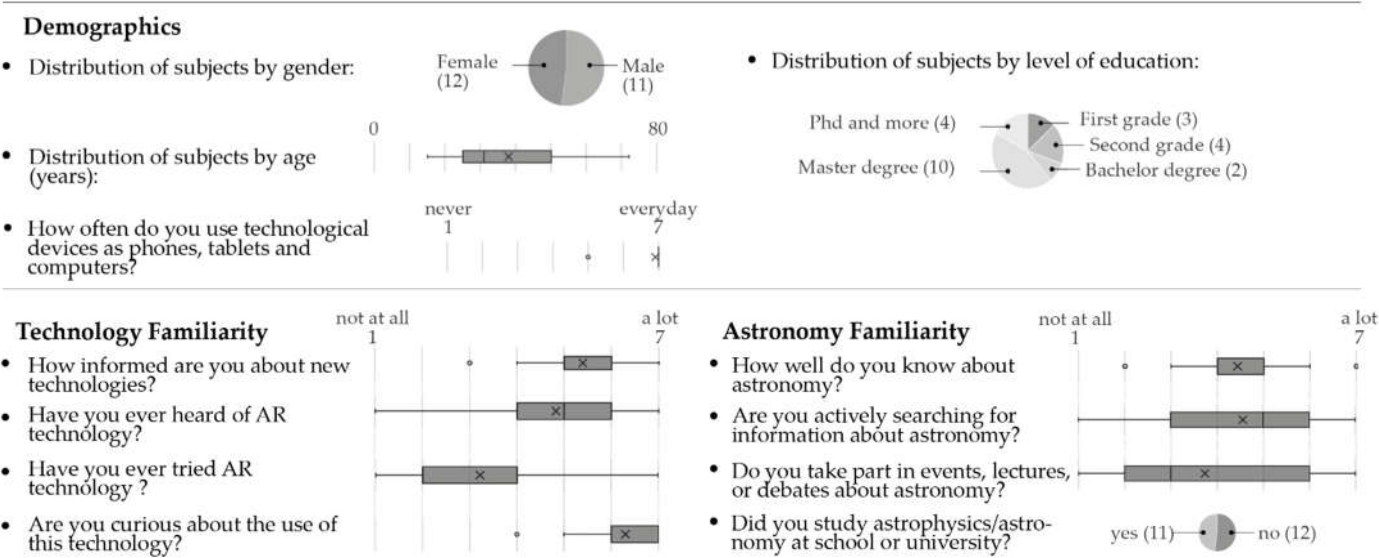 Demographics
• Distribution of subjects by gender:
Female
(12)
Male
(11)
• Distribution of subjects by level of education:
Phd and more (4)
Master degree (10)
First grade (3)
Second grade (4)
Bachelor degree (2)
0
80
• Distribution of subjects by age
(years):
never
1
everyday
7
• How often do you use technological
devices as phones, tablets and
computers?
Technology Familiarity
not at all
1
a lot
7
• How informed are you about new
technologies?
• Have you ever heard of AR
technology?
• Have you ever tried AR
technology ?
• Are you curious about the use of
this technology?
Astronomy Familiarity
not at all
1
a lot
7
• How well do you know about
astronomy?
• Are you actively searching for
information about astronomy?
• Do you take part in events, lectures,
or debates about astronomy?
• Did you study astrophysics/astro-
nomy at school or university?
yes (11)
no (12)